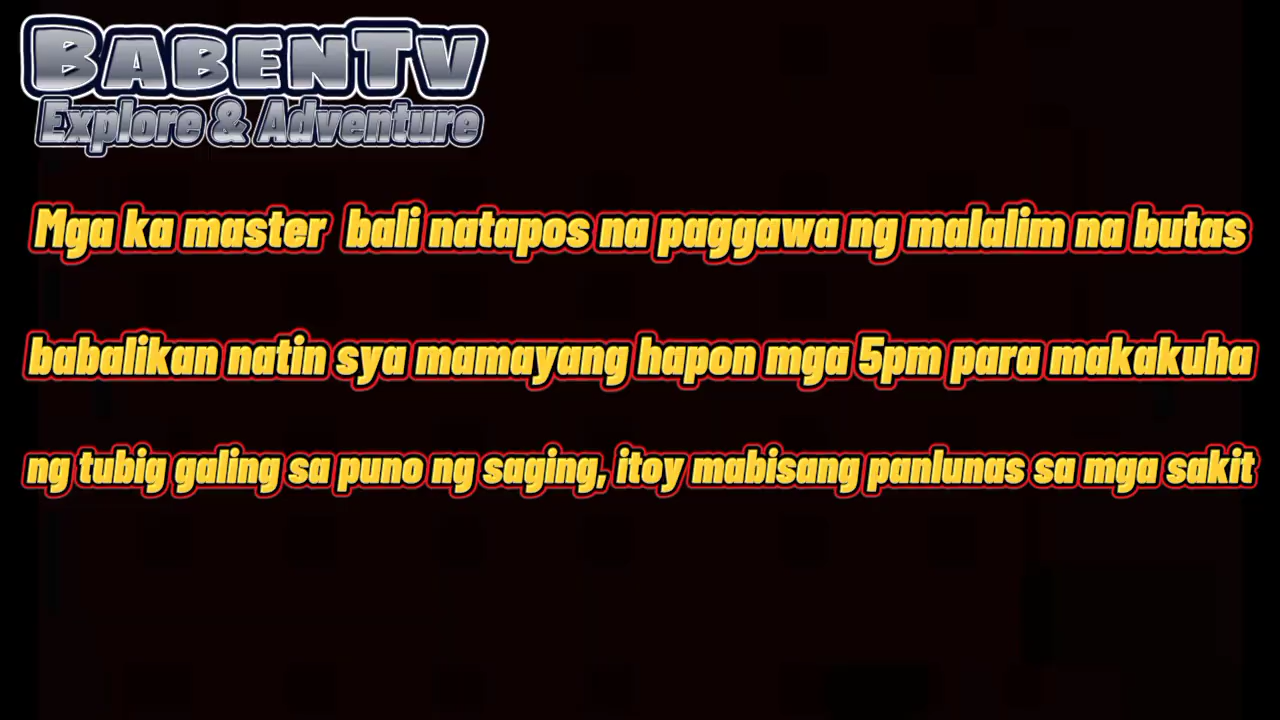 BabenTv
Explore & Adventure
Mga ka master bali natapos na paggawa ng malalim na butas
babalikan natin sya mamayang hapon mga 5pm para makakuha
ng tubig galing sa puno ng saging, itoy mabisang panlunas sa mga sakit